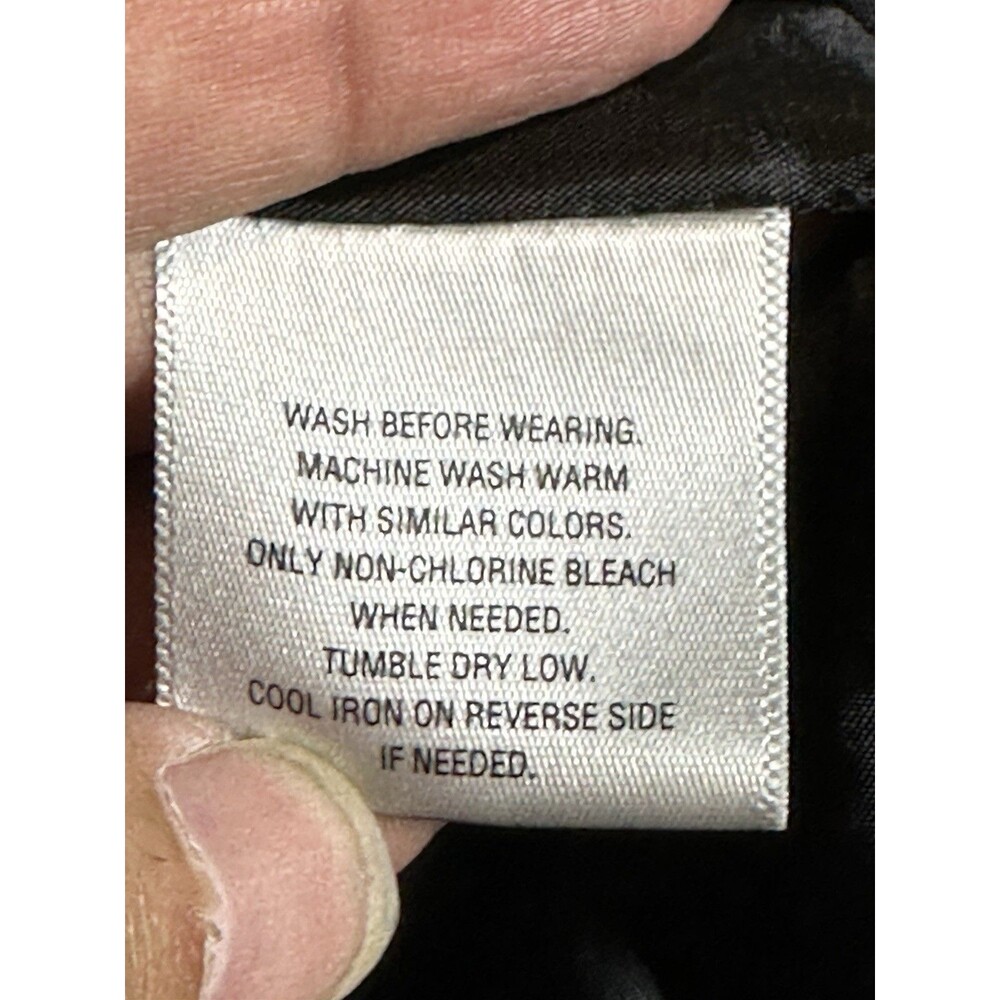 WASH BEFORE WEARING.
MACHINE WASH WARM
WITH SIMILAR COLORS.
ONLY NON-CHLORINE BLEACH
WHEN NEEDED.
TUMBLE DRY LOW.
COOL IRON ON REVERSE SIDE
IF NEEDED.